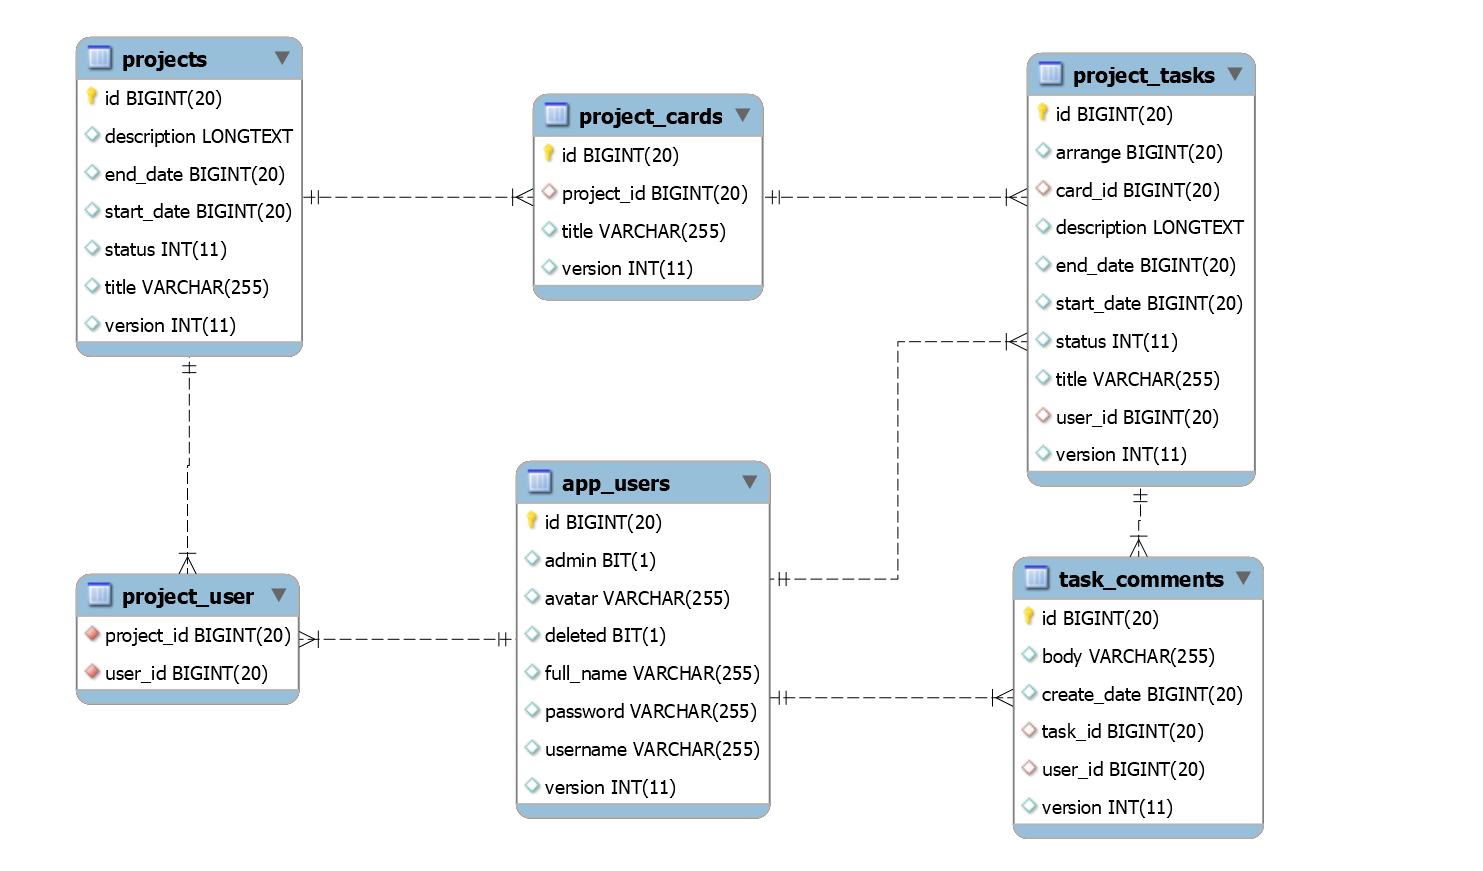 projects
id BIGINT(20)
description LONGTEXT
end_date BIGINT(20)
start_date BIGINT(20)
status INT(11)
title VARCHAR(255)
version INT(11)
project_cards
id BIGINT(20)
project_id BIGINT(20)
title VARCHAR(255)
version INT(11)
project_tasks
id BIGINT(20)
arrange BIGINT(20)
card_id BIGINT(20)
description LONGTEXT
end_date BIGINT(20)
start_date BIGINT(20)
status INT(11)
title VARCHAR(255)
user_id BIGINT(20)
version INT(11)
project_user
project_id BIGINT(20)
user_id BIGINT(20)
app_users
id BIGINT(20)
admin BIT(1)
avatar VARCHAR(255)
deleted BIT(1)
full_name VARCHAR(255)
password VARCHAR(255)
username VARCHAR(255)
version INT(11)
task_comments
id BIGINT(20)
body VARCHAR(255)
create_date BIGINT(20)
task_id BIGINT(20)
user_id BIGINT(20)
version INT(11)